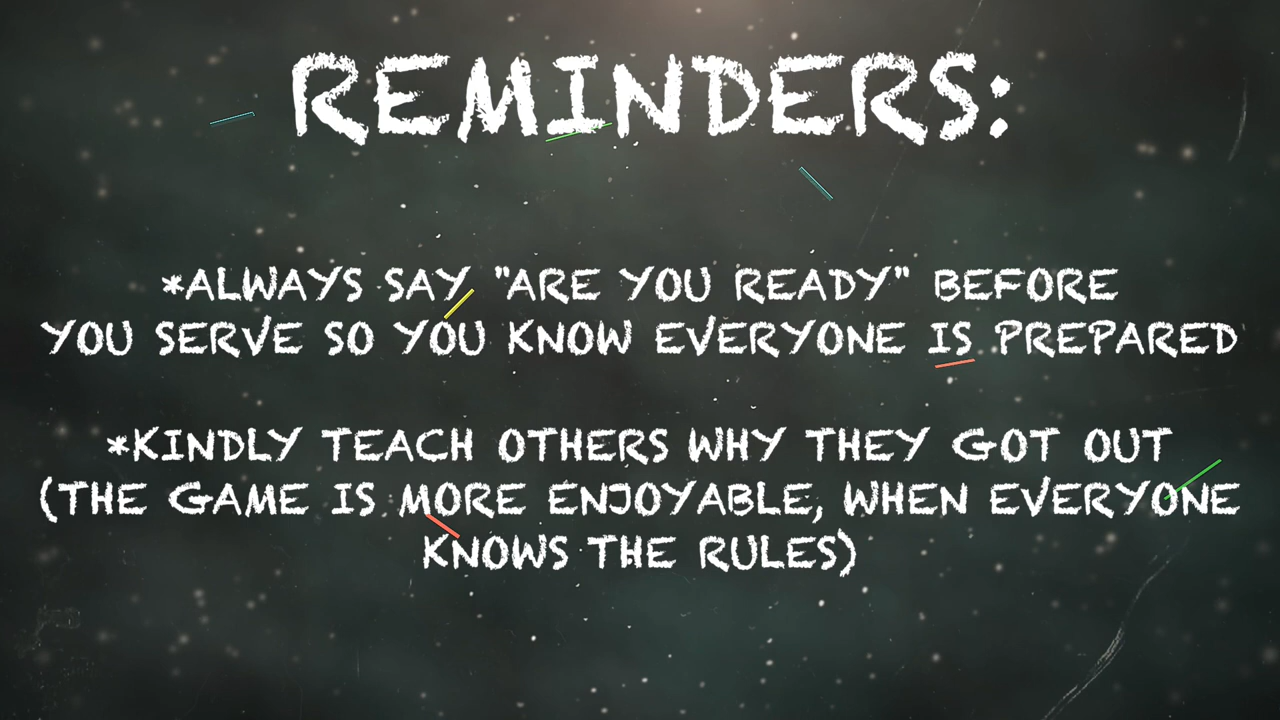 REMINDERS:
*ALWAYS SAY "ARE YOU READY" BEFORE
YOU SERVE SO YOU KNOW EVERYONE IS PREPARED
*KINDLY TEACH OTHERS WHY THEY GOT OUT
(THE GAME IS MORE ENJOYABLE, WHEN EVERYONE
KNOWS THE RULES)